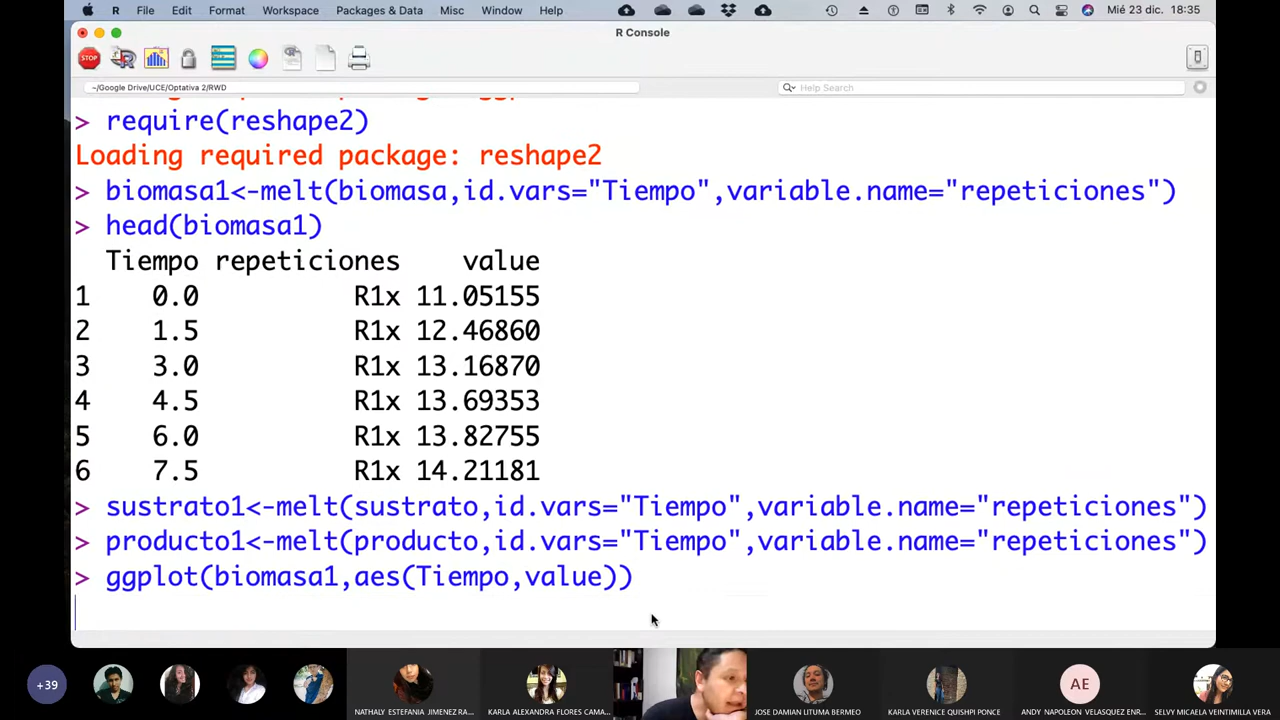 R File Edit Format Workspace Packages & Data Misc Window Help Mié 23 dic. 18:35
R Console
STOP
~/Google Drive/UCE/Optativa 2/RWD
Help Search
> require(reshape2)
Loading required package: reshape2
> biomasa1<-melt(biomasa,id.vars="Tiempo",variable.name="repeticiones")
> head(biomasa1)
Tiempo repeticiones value
1 0.0 R1x 11.05155
2 1.5 R1x 12.46860
3 3.0 R1x 13.16870
4 4.5 R1x 13.69353
5 6.0 R1x 13.82755
6 7.5 R1x 14.21181
> sustrato1<-melt(sustrato,id.vars="Tiempo",variable.name="repeticiones")
> producto1<-melt(producto,id.vars="Tiempo",variable.name="repeticiones")
> ggplot(biomasa1,aes(Tiempo,value))
+39
AE
NATHALY ESTEFANIA JIMENEZ RA...
KARLA ALEXANDRA FLORES CAMA...
JOSE DAMIAN LITUMA BERMEO
KARLA VERENICE QUISHPI PONCE
ANDY NAPOLEON VELASQUEZ ENR...
SELVY MICAELA VEINTIMILLA VERA